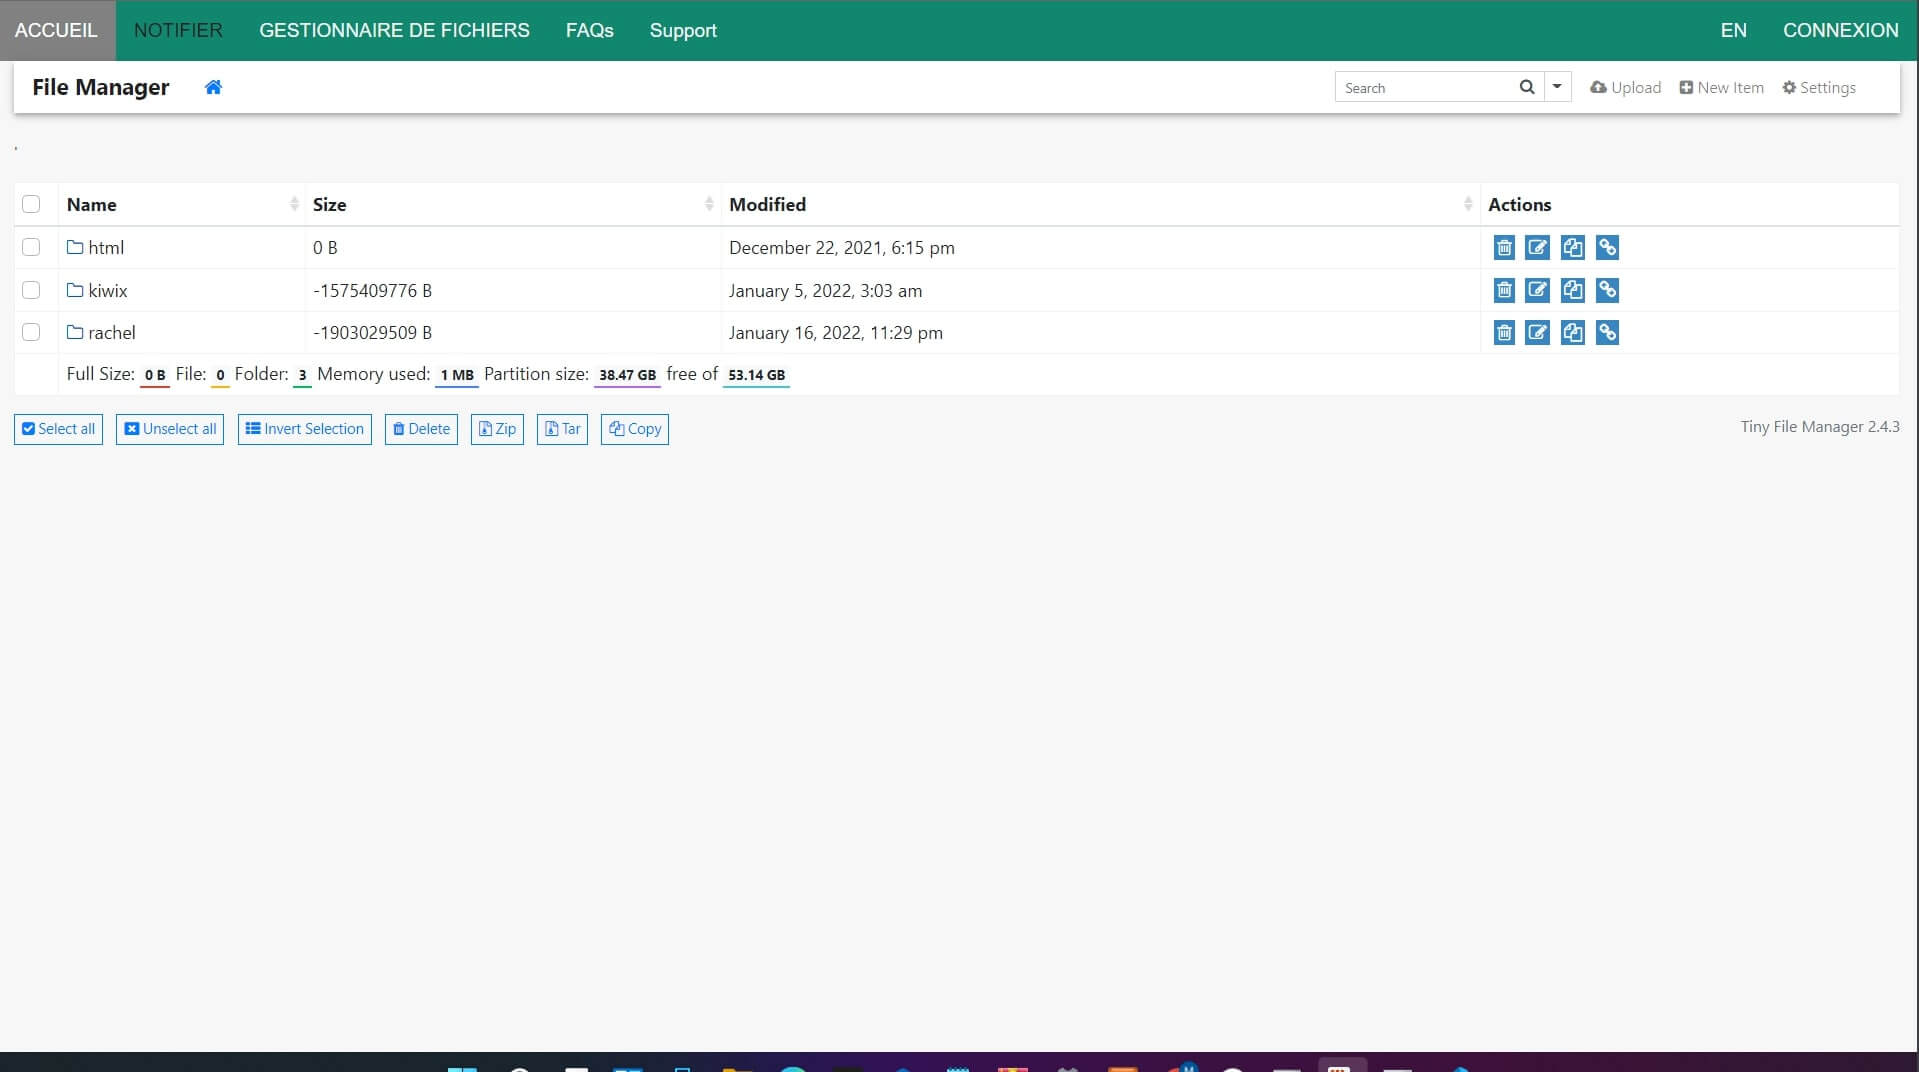 ACCUEIL NOTIFIER GESTIONNAIRE DE FICHIERS FAQs Support EN CONNEXION
File Manager Search Upload New Item Settings
Name Size Modified Actions
html 0 B December 22, 2021, 6:15 pm
kiwix -1575409776 B January 5, 2022, 3:03 am
rachel -1903029509 B January 16, 2022, 11:29 pm
Full Size: 0 B File: 0 Folder: 3 Memory used: 1 MB Partition size: 38.47 GB free of 53.14 GB
Select all Unselect all Invert Selection Delete Zip Tar Copy Tiny File Manager 2.4.3
M